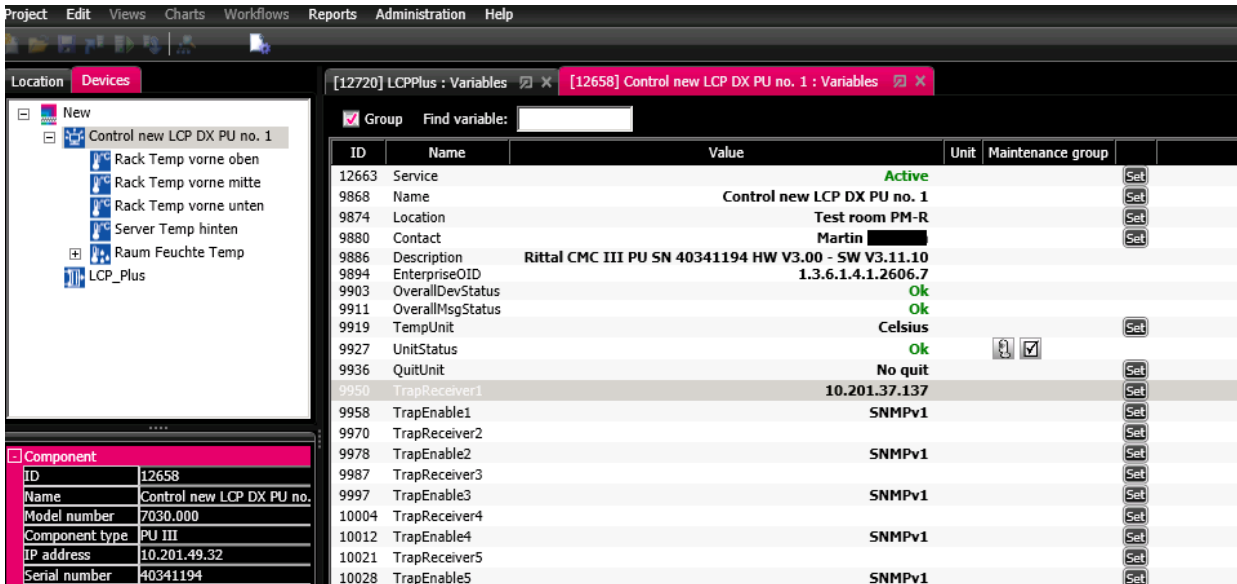 Project Edit Views Charts Workflows Reports Administration Help
Location Devices
New
Control new LCP DX PU no. 1
Rack Temp vorne oben
Rack Temp vorne mitte
Rack Temp vorne unten
Server Temp hinten
Raum Feuchte Temp
LCP_Plus
Component
ID 12658
Name Control new LCP DX PU no.
Model number 7030.000
Component type PU III
IP address 10.201.49.32
Serial number 40341194
[12720] LCPPlus : Variables [12658] Control new LCP DX PU no. 1 : Variables
Group Find variable:
ID Name Value Unit Maintenance group
12663 Service Active Set
9868 Name Control new LCP DX PU no. 1 Set
9874 Location Test room PM-R Set
9880 Contact Martin Set
9886 Description Rittal CMC III PU SN 40341194 HW V3.00 - SW V3.11.10
9894 EnterpriseOID 1.3.6.1.4.1.2606.7
9903 OverallDevStatus Ok
9911 OverallMsgStatus Ok
9919 TempUnit Celsius Set
9927 UnitStatus Ok
9936 QuitUnit No quit Set
9950 TrapReceiver1 10.201.37.137 Set
9958 TrapEnable1 SNMPv1 Set
9970 TrapReceiver2 Set
9978 TrapEnable2 SNMPv1 Set
9987 TrapReceiver3 Set
9997 TrapEnable3 SNMPv1 Set
10004 TrapReceiver4 Set
10012 TrapEnable4 SNMPv1 Set
10021 TrapReceiver5 Set
10028 TrapEnable5 SNMPv1 Set